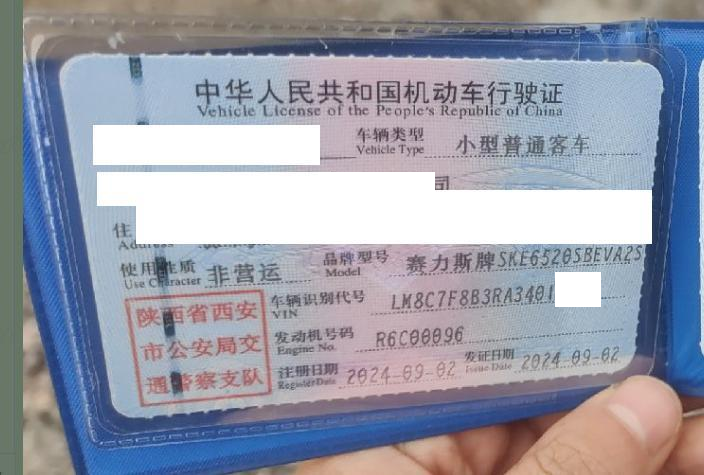 中华人民共和国机动车行驶证
Vehicle License of the People's Republic of China
车辆类型 小型普通客车
Vehicle Type
司
住
Address
使用性质 非营运 品牌型号 赛力斯牌SKE6520SBEVA2S
Use Character Model
陕西省西安
市公安局交
通警察支队
车辆识别代号 LM8C7F8B3RA3401
VIN
发动机号码 R6C00096
Engine No.
注册日期 2024-09-02 发证日期 2024-09-02
Register Date Issue Date